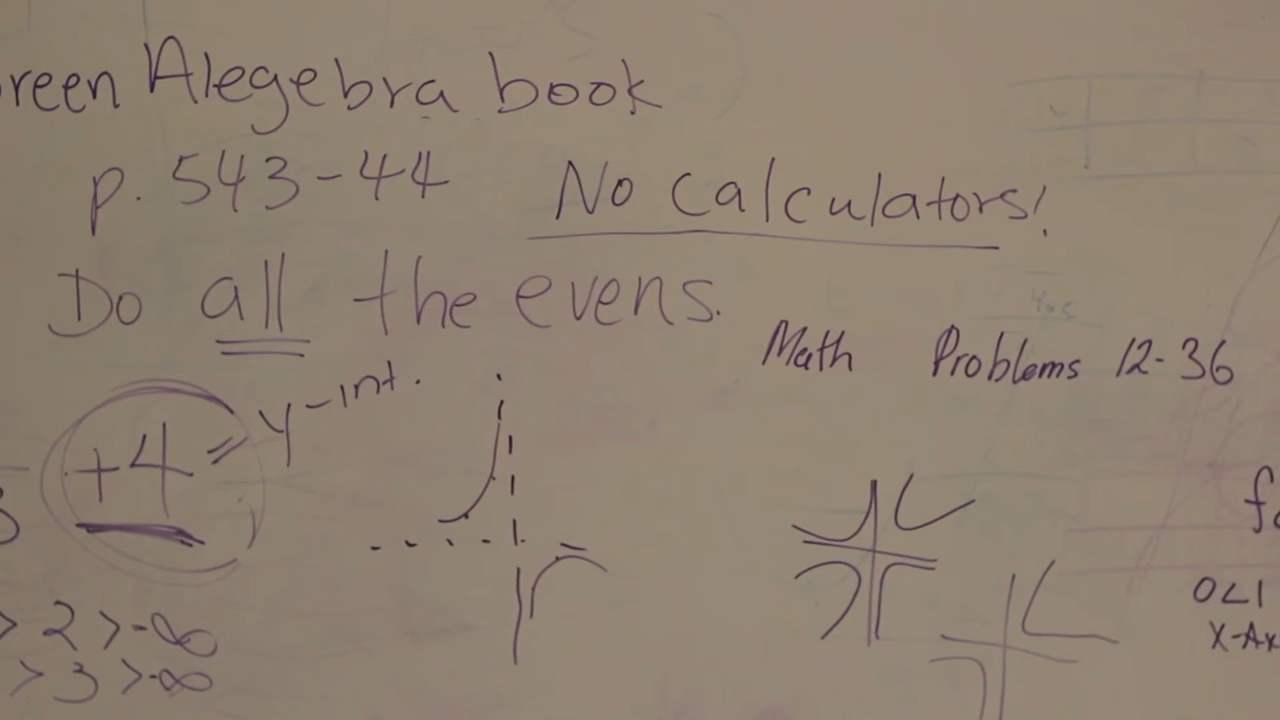 reen Alegebra book
p. 543-44
No calculators!
Do all the evens.
Math Problems 12-36
+4 = y-int.
> 2 > -∞
> 3 > -∞
0<1
X-Ax